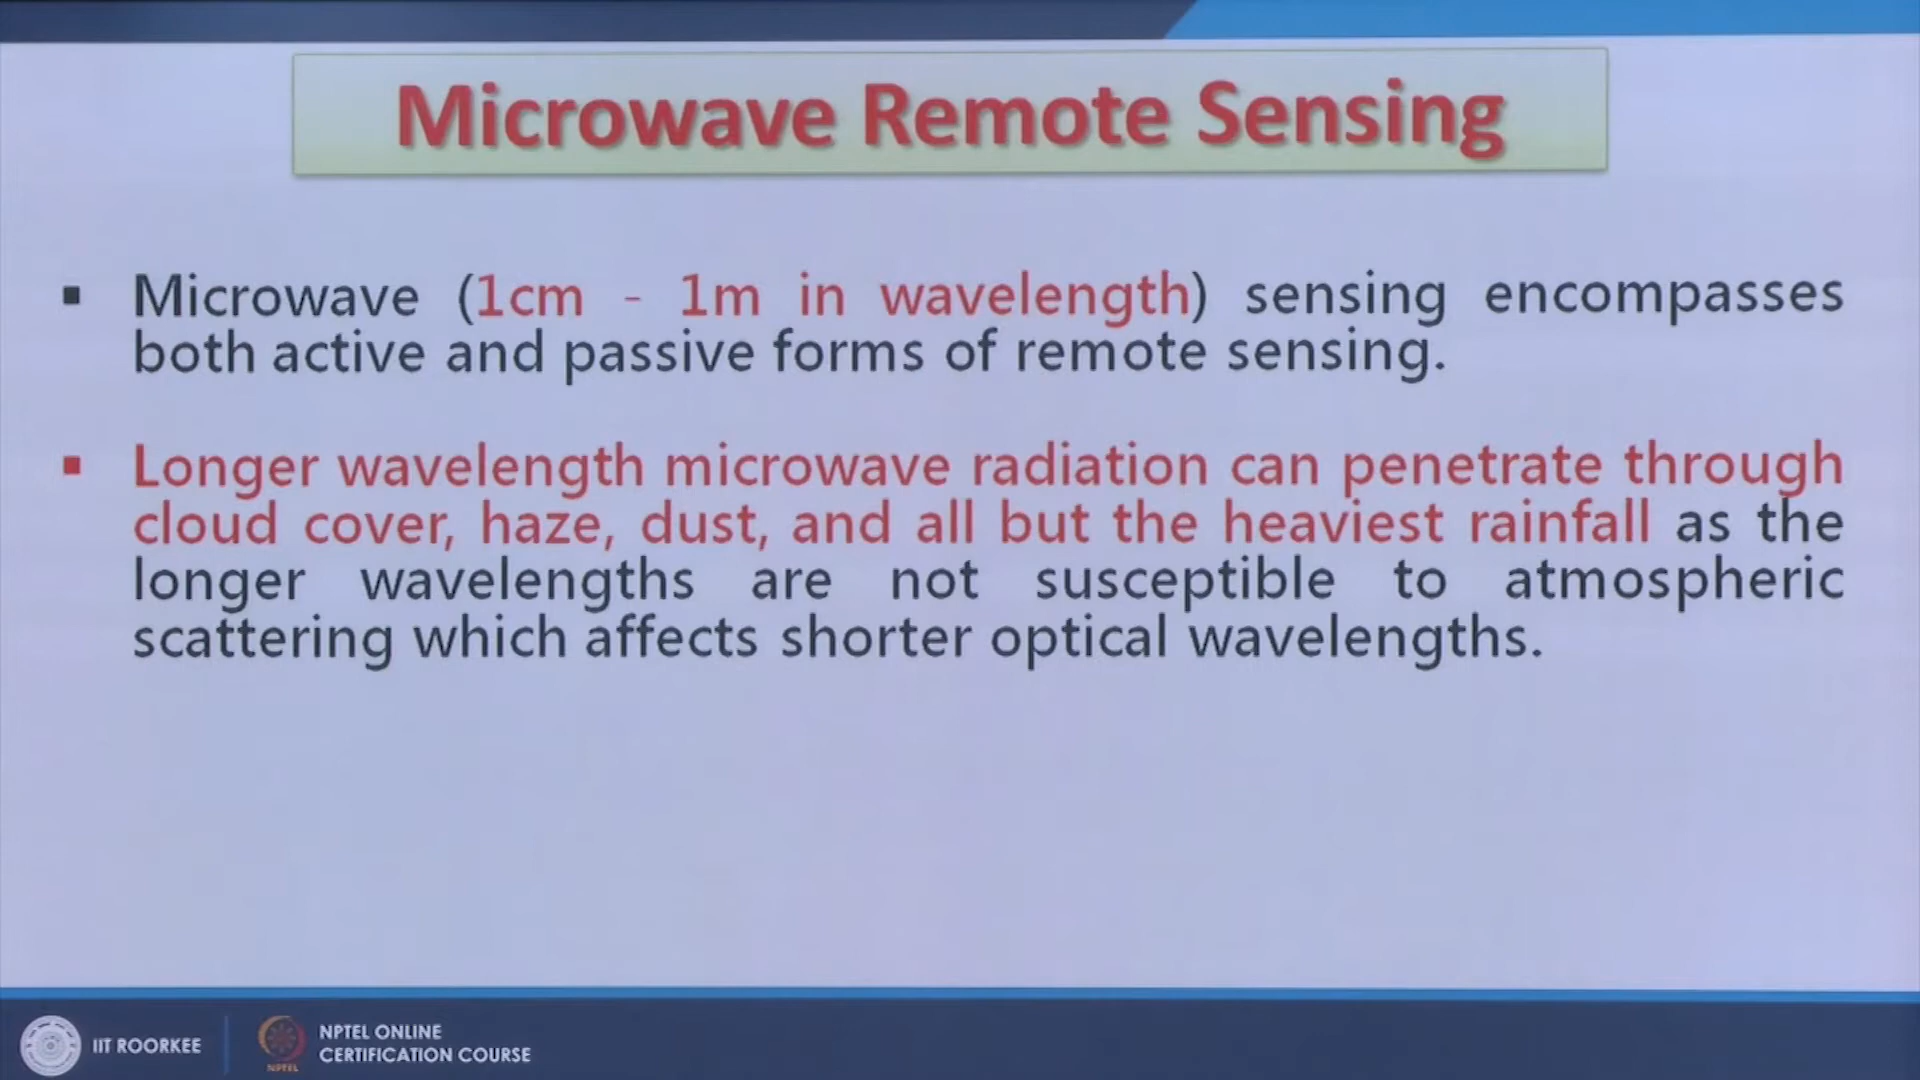 Microwave Remote Sensing
▪ Microwave (1cm - 1m in wavelength) sensing encompasses
both active and passive forms of remote sensing.
▪ Longer wavelength microwave radiation can penetrate through
cloud cover, haze, dust, and all but the heaviest rainfall as the
longer wavelengths are not susceptible to atmospheric
scattering which affects shorter optical wavelengths.
IIT ROORKEE
NPTEL
NPTEL ONLINE
CERTIFICATION COURSE